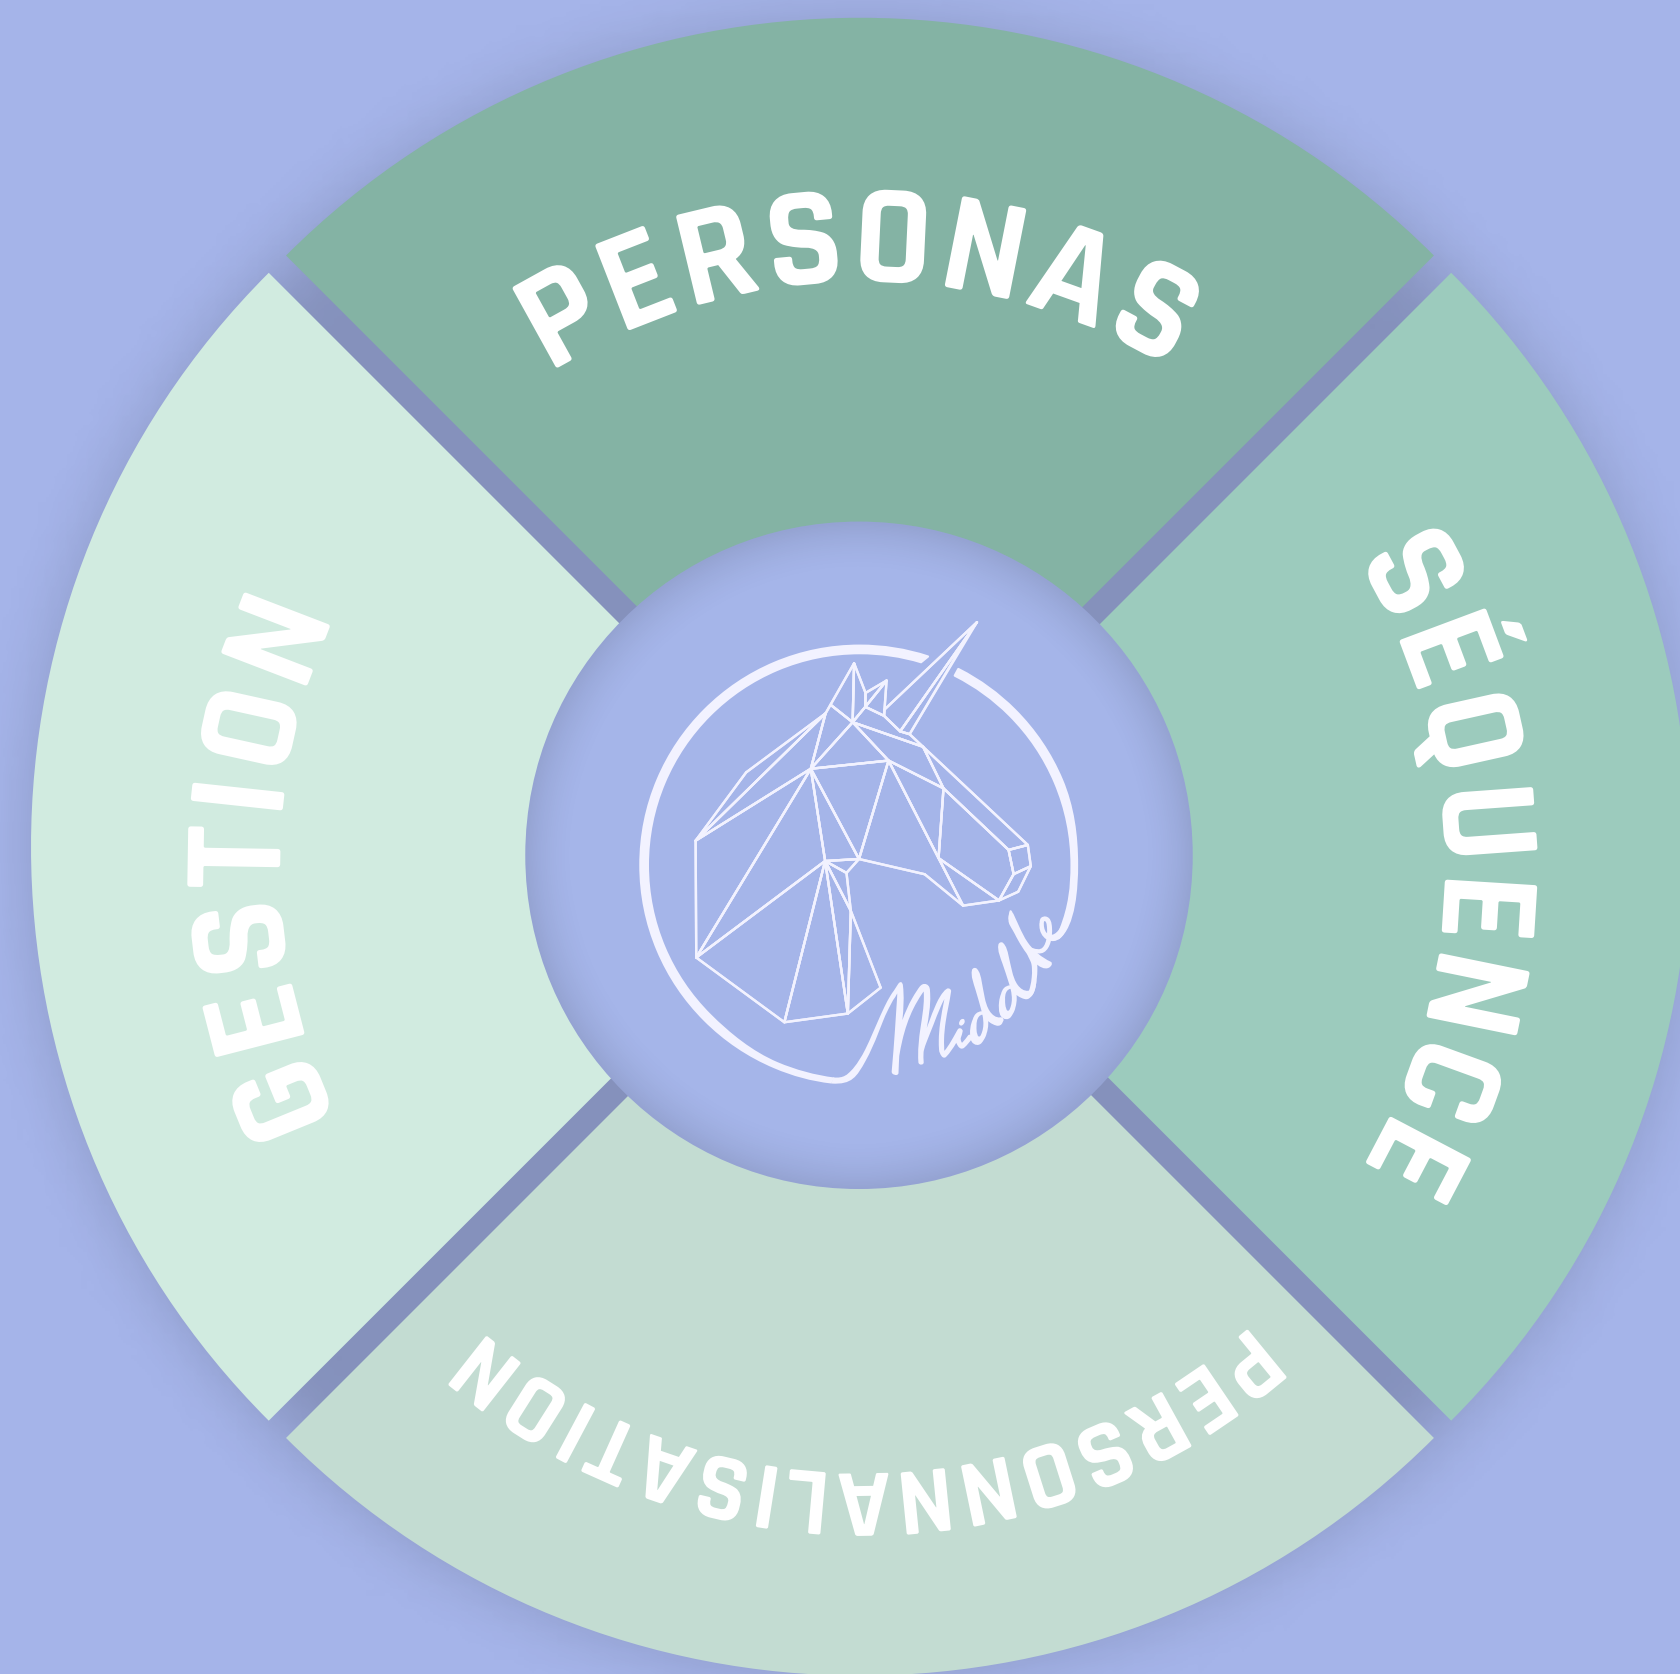 PERSONAS
SÉQUENCE
PERSONNALISATION
GESTION
Middle